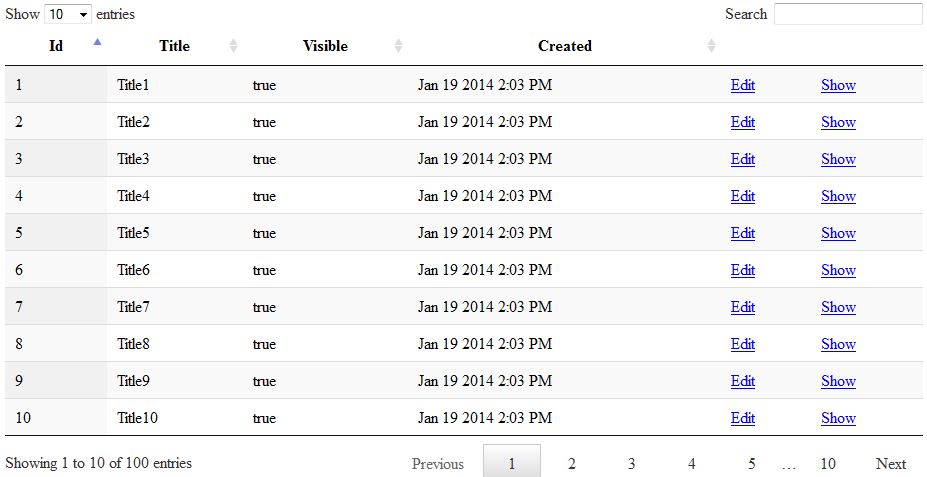 Show 10 entries Search
Id Title Visible Created
1 Title1 true Jan 19 2014 2:03 PM Edit Show
2 Title2 true Jan 19 2014 2:03 PM Edit Show
3 Title3 true Jan 19 2014 2:03 PM Edit Show
4 Title4 true Jan 19 2014 2:03 PM Edit Show
5 Title5 true Jan 19 2014 2:03 PM Edit Show
6 Title6 true Jan 19 2014 2:03 PM Edit Show
7 Title7 true Jan 19 2014 2:03 PM Edit Show
8 Title8 true Jan 19 2014 2:03 PM Edit Show
9 Title9 true Jan 19 2014 2:03 PM Edit Show
10 Title10 true Jan 19 2014 2:03 PM Edit Show
Showing 1 to 10 of 100 entries Previous 1 2 3 4 5 … 10 Next